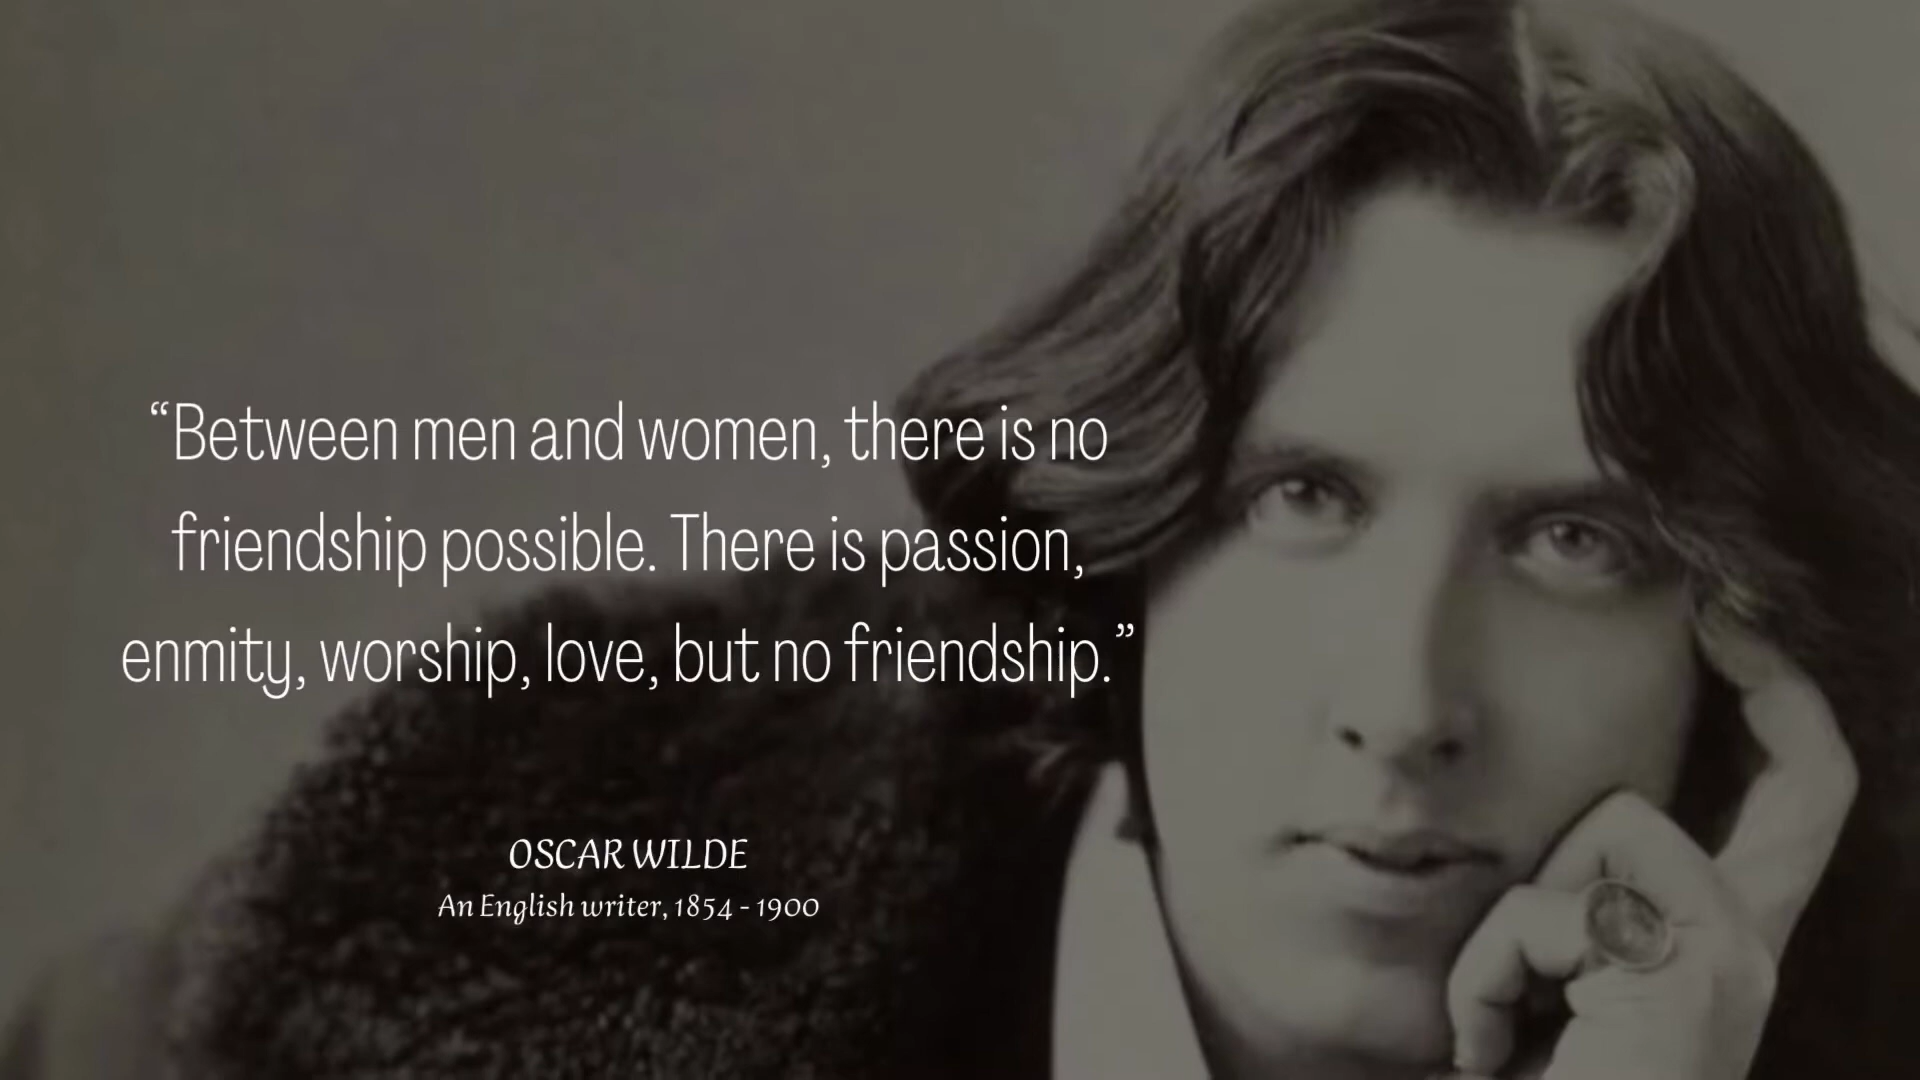 “Between men and women, there is no
friendship possible. There is passion,
enmity, worship, love, but no friendship.”
OSCAR WILDE
An English writer, 1854 - 1900